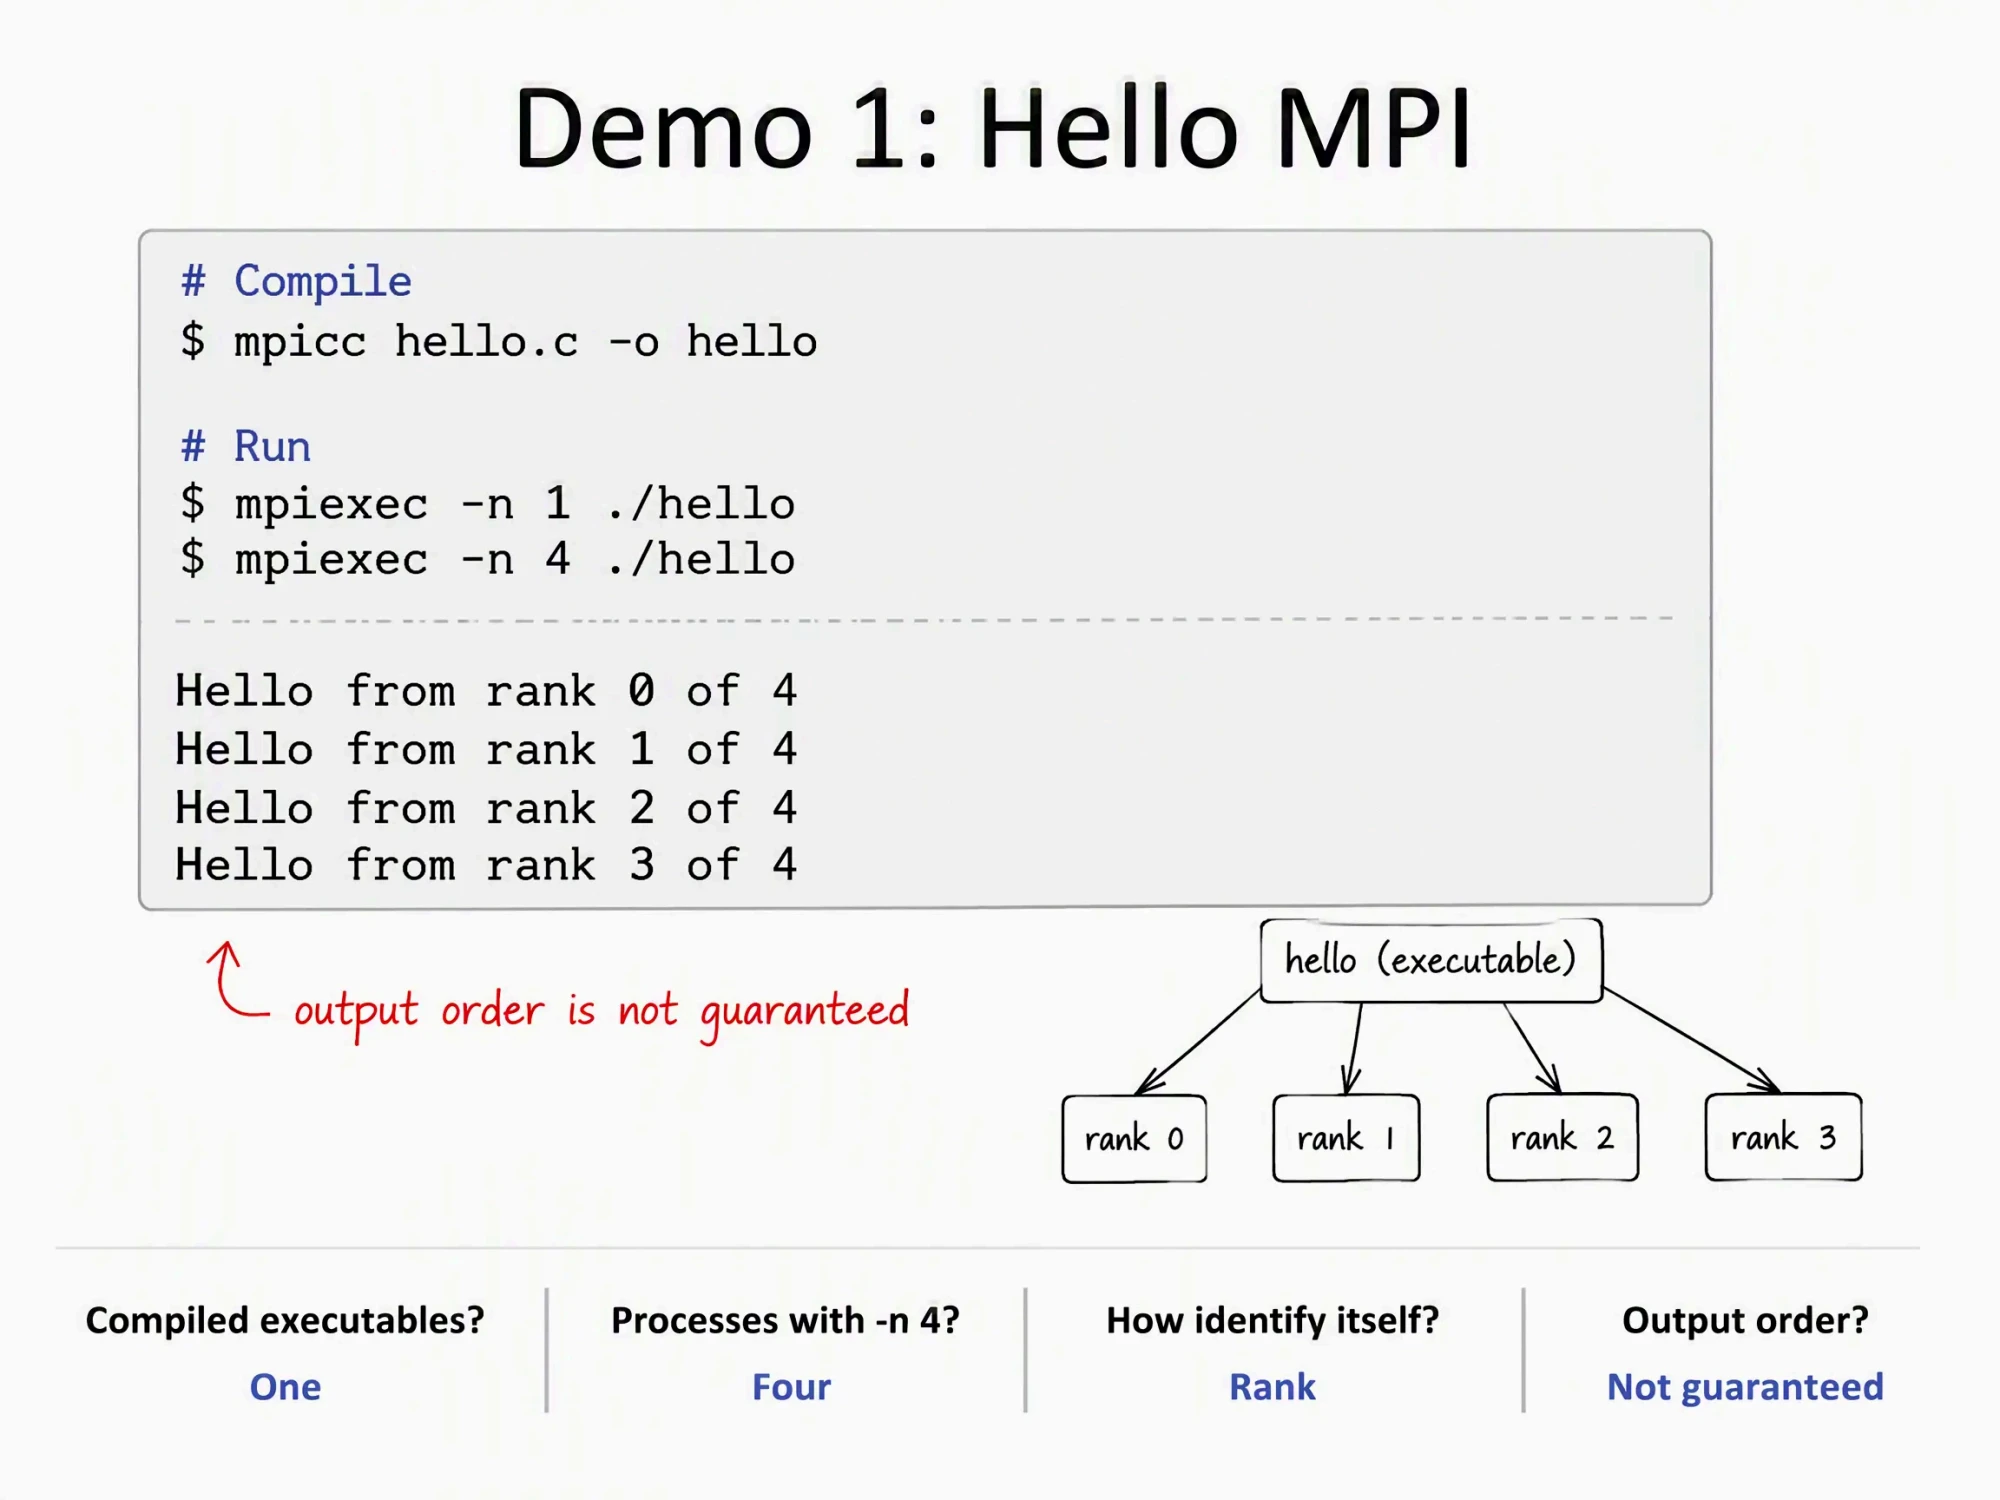 Demo 1: Hello MPI
# Compile
$ mpicc hello.c -o hello
# Run
$ mpiexec -n 1 ./hello
$ mpiexec -n 4 ./hello
Hello from rank 0 of 4
Hello from rank 1 of 4
Hello from rank 2 of 4
Hello from rank 3 of 4
output order is not guaranteed
hello (executable)
rank 0
rank 1
rank 2
rank 3
Compiled executables?
One
Processes with -n 4?
Four
How identify itself?
Rank
Output order?
Not guaranteed